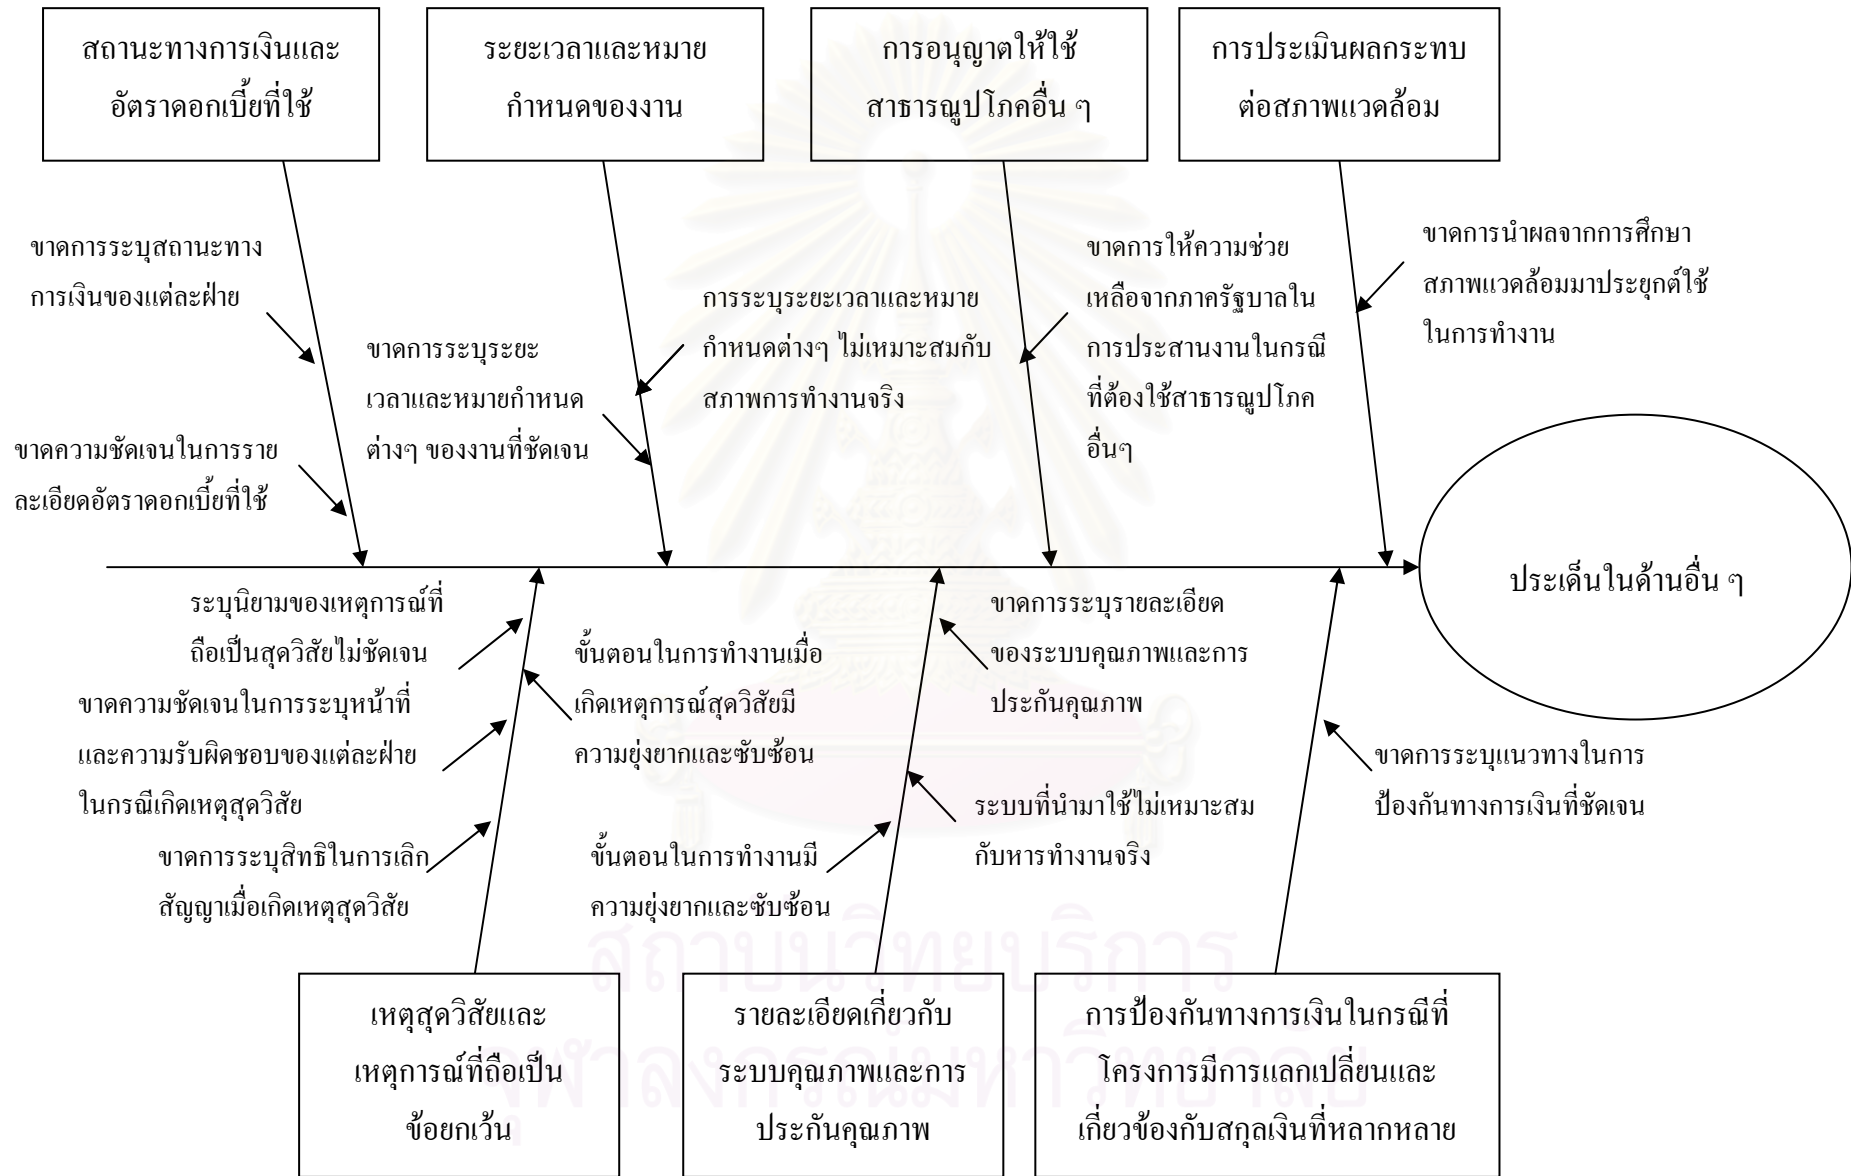 สถานะทางการเงินและ
อัตราดอกเบี้ยที่ใช้
ระยะเวลาและหมาย
กำหนดของงาน
การอนุญาตให้ใช้
สาธารณูปโภคอื่น ๆ
การประเมินผลกระทบ
ต่อสภาพแวดล้อม
ขาดการระบุสถานะทาง
การเงินของแต่ละฝ่าย
ขาดความชัดเจนในการราย
ละเอียดอัตราดอกเบี้ยที่ใช้
ขาดการระบุระยะ
เวลาและหมายกำหนด
ต่างๆ ของงานที่ชัดเจน
การระบุระยะเวลาและหมาย
กำหนดต่างๆ ไม่เหมาะสมกับ
สภาพการทำงานจริง
ขาดการให้ความช่วย
เหลือจากภาครัฐบาลใน
การประสานงานในกรณี
ที่ต้องใช้สาธารณูปโภค
อื่นๆ
ขาดการนำผลจากการศึกษา
สภาพแวดล้อมมาประยุกต์ใช้
ในการทำงาน
ประเด็นในด้านอื่น ๆ
ระบุนิยามของเหตุการณ์ที่
ถือเป็นสุดวิสัยไม่ชัดเจน
ขาดความชัดเจนในการระบุหน้าที่
และความรับผิดชอบของแต่ละฝ่าย
ในกรณีเกิดเหตุสุดวิสัย
ขาดการระบุสิทธิในการเลิก
สัญญาเมื่อเกิดเหตุสุดวิสัย
ขั้นตอนในการทำงานเมื่อ
เกิดเหตุการณ์สุดวิสัยมี
ความยุ่งยากและซับซ้อน
ขั้นตอนในการทำงานมี
ความยุ่งยากและซับซ้อน
ขาดการระบุรายละเอียด
ของระบบคุณภาพและการ
ประกันคุณภาพ
ระบบที่นำมาใช้ไม่เหมาะสม
กับหารทำงานจริง
ขาดการระบุแนวทางในการ
ป้องกันทางการเงินที่ชัดเจน
สถาบันวิทยบริการ
จุฬาลงกรณ์มหาวิทยาลัย
เหตุสุดวิสัยและ
เหตุการณ์ที่ถือเป็น
ข้อยกเว้น
รายละเอียดเกี่ยวกับ
ระบบคุณภาพและการ
ประกันคุณภาพ
การป้องกันทางการเงินในกรณีที่
โครงการมีการแลกเปลี่ยนและ
เกี่ยวข้องกับสกุลเงินที่หลากหลาย